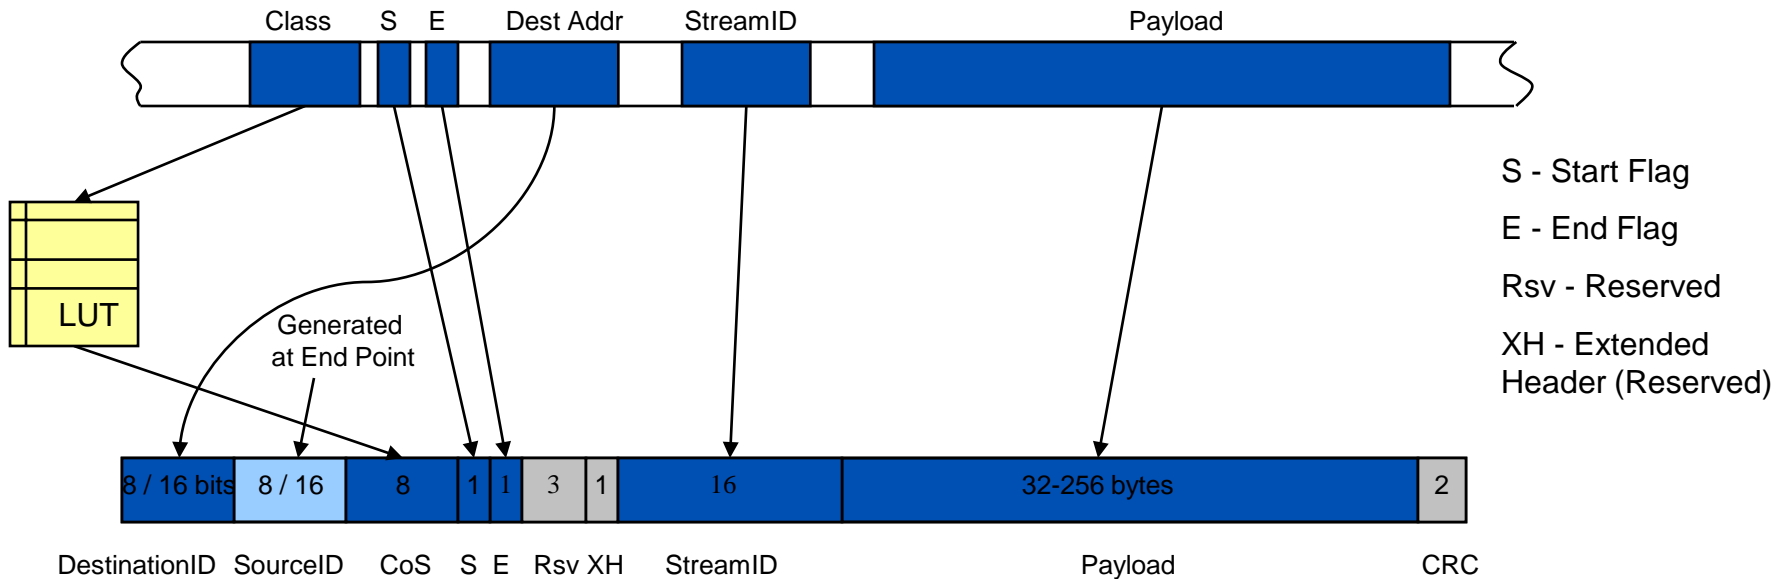 Class S E Dest Addr StreamID Payload
S - Start Flag
E - End Flag
Rsv - Reserved
XH - Extended
Header (Reserved)
LUT
Generated
at End Point
8 / 16 bits 8 / 16 8 1 1 3 1 16 32-256 bytes 2
DestinationID SourceID CoS S E Rsv XH StreamID Payload CRC